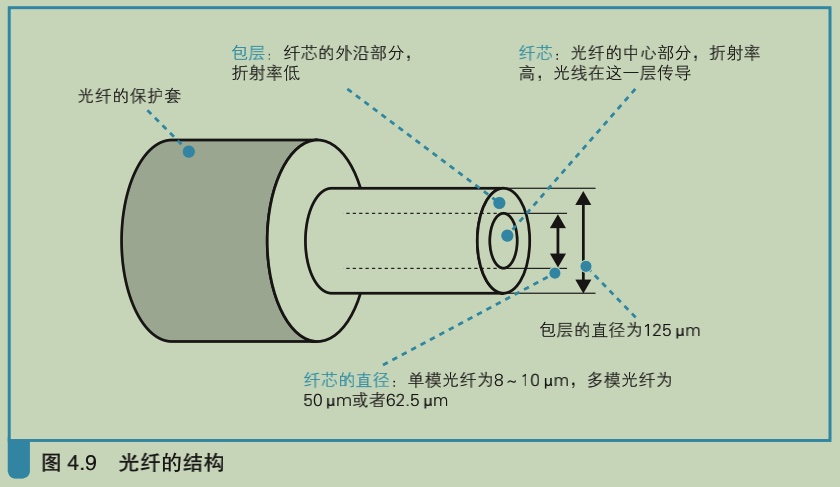 包层：纤芯的外沿部分，
折射率低
纤芯：光纤的中心部分，折射率
高，光线在这一层传导
光纤的保护套
包层的直径为125 μm
纤芯的直径：单模光纤为8～10 μm，多模光纤为
50 μm或者62.5 μm
图 4.9　光纤的结构